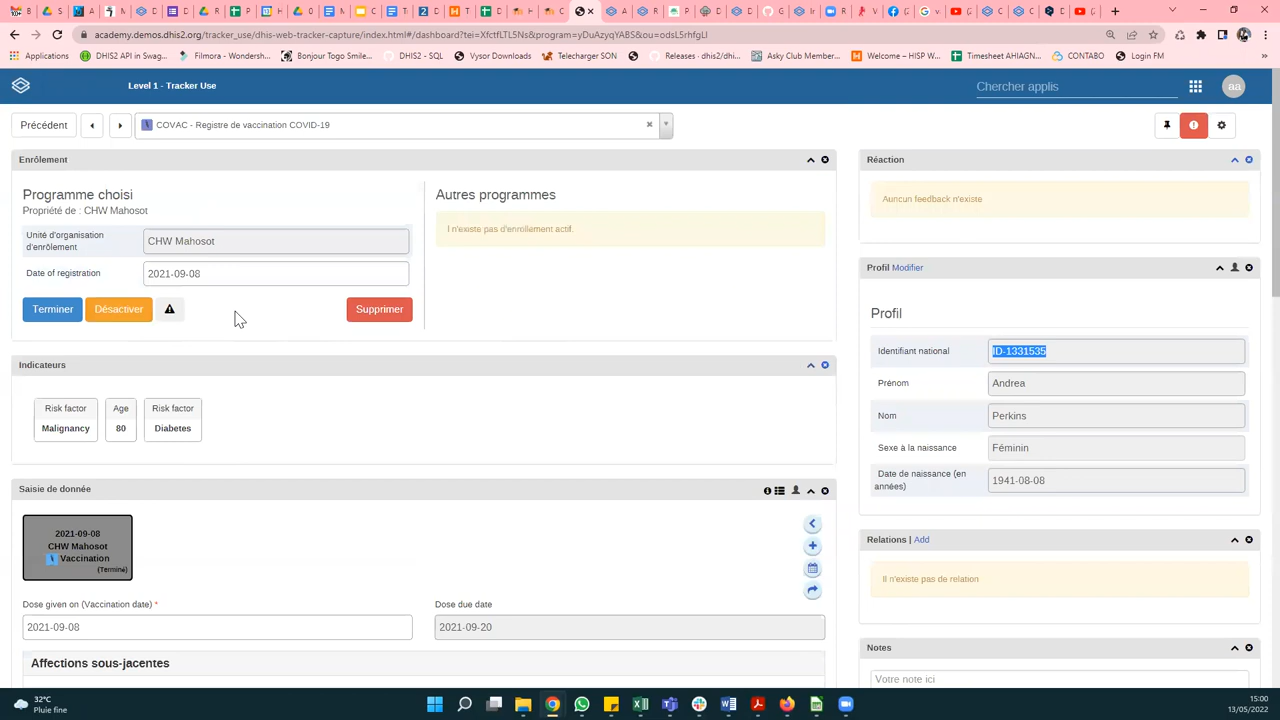 academy.demos.dhis2.org/tracker_use/dhis-web-tracker-capture/index.html#/dashboard?tei=XfctfLTL5Ns&program=yDuAzyqYABS&ou=odsL5rhfgLl
Applications
DHIS2 API in Swag...
Filmora - Wondersh...
Bonjour Togo Smile...
DHIS2 - SQL
Vysor Downloads
Telecharger SON
Releases · dhis2/dhi...
Asky Club Member...
Welcome – HISP W...
Timesheet AHIAGN...
CONTABO
Login FM
Level 1 - Tracker Use
Chercher applis
aa
Précédent
COVAC - Registre de vaccination COVID-19
Enrôlement
Programme choisi
Propriété de : CHW Mahosot
Unité d'organisation d'enrôlement
CHW Mahosot
Date of registration
2021-09-08
Terminer
Désactiver
Supprimer
Autres programmes
I n'existe pas d'enrollement actif.
Indicateurs
Risk factor
Malignancy
Age
80
Risk factor
Diabetes
Saisie de donnée
2021-09-08
CHW Mahosot
Vaccination
(Terminé)
Dose given on (Vaccination date) *
2021-09-08
Dose due date
2021-09-20
Affections sous-jacentes
Réaction
Auncun feedback n'existe
Profil Modifier
Profil
Identifiant national
ID-1331535
Prénom
Andrea
Nom
Perkins
Sexe à la naissance
Féminin
Date de naissance (en années)
1941-08-08
Relations | Add
Il n'existe pas de relation
Notes
Votre note ici
32°C
Pluie fine
15:00
13/05/2022